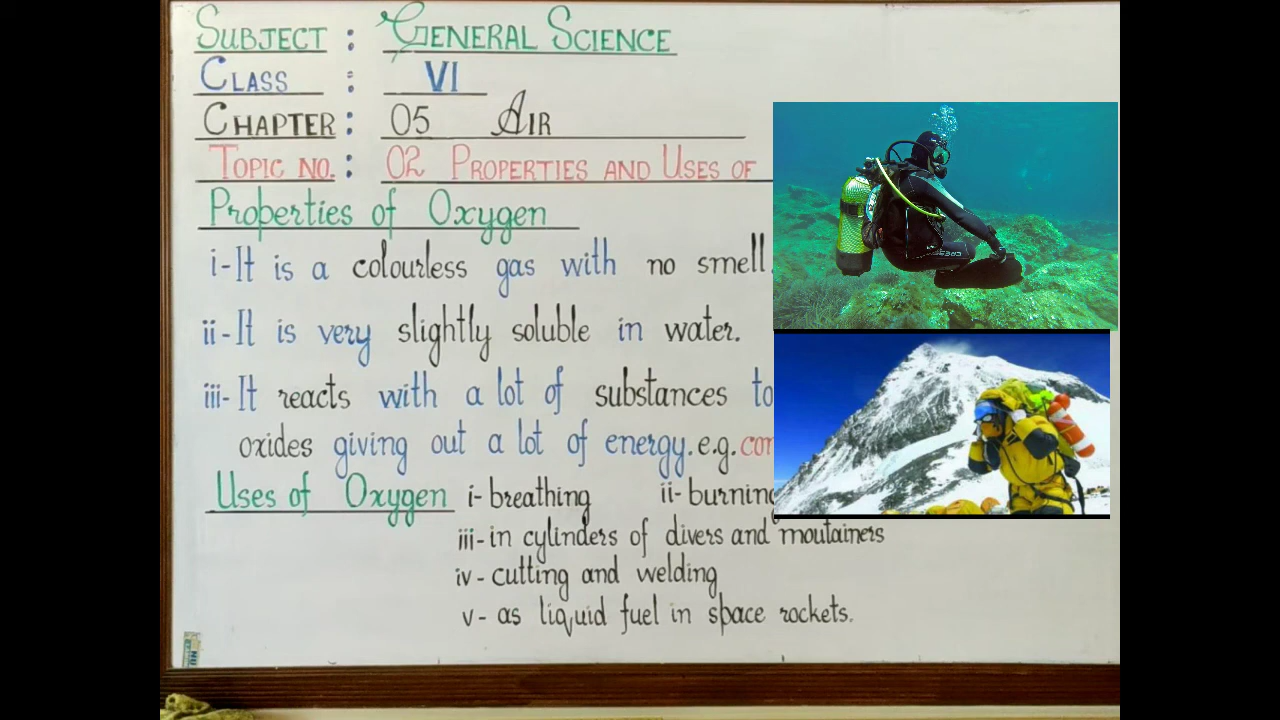 SUBJECT : GENERAL SCIENCE
CLASS : VI
CHAPTER : 05 AIR
TOPIC NO. : 02 PROPERTIES AND USES OF
Properties of Oxygen
i- It is a colourless gas with no smell.
ii- It is very slightly soluble in water.
iii- It reacts with a lot of substances to
oxides giving out a lot of energy. e.g.
Uses of Oxygen i- breathing ii- burning
iii- in cylinders of divers and moutainers
iv- cutting and welding
v- as liquid fuel in space rockets.